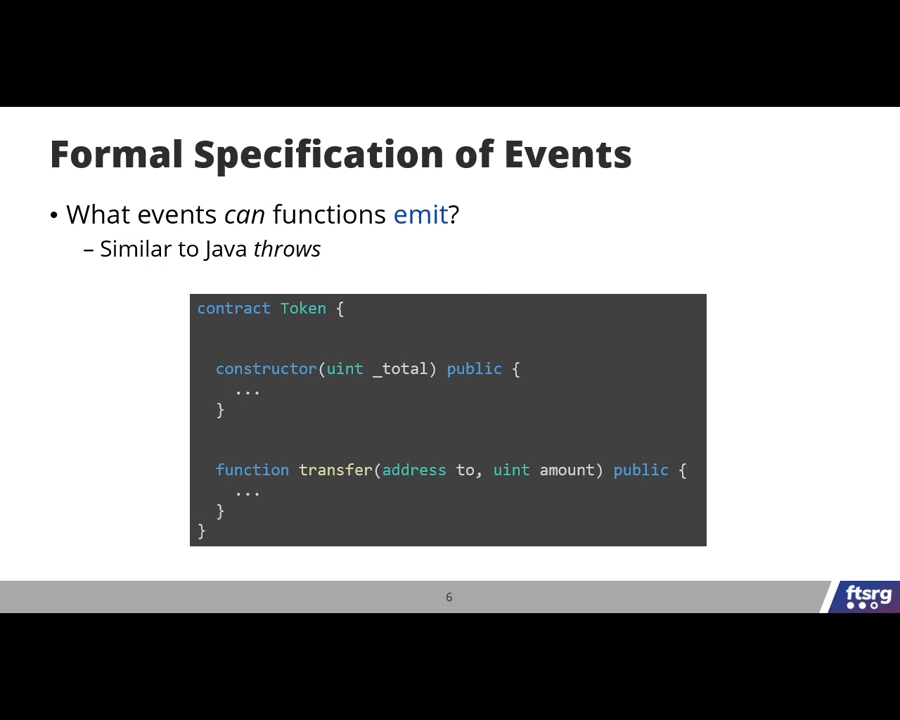 Formal Specification of Events
• What events can functions emit?
– Similar to Java throws
contract Token {
constructor(uint _total) public {
...
}
function transfer(address to, uint amount) public {
...
}
}
6
ftsrg